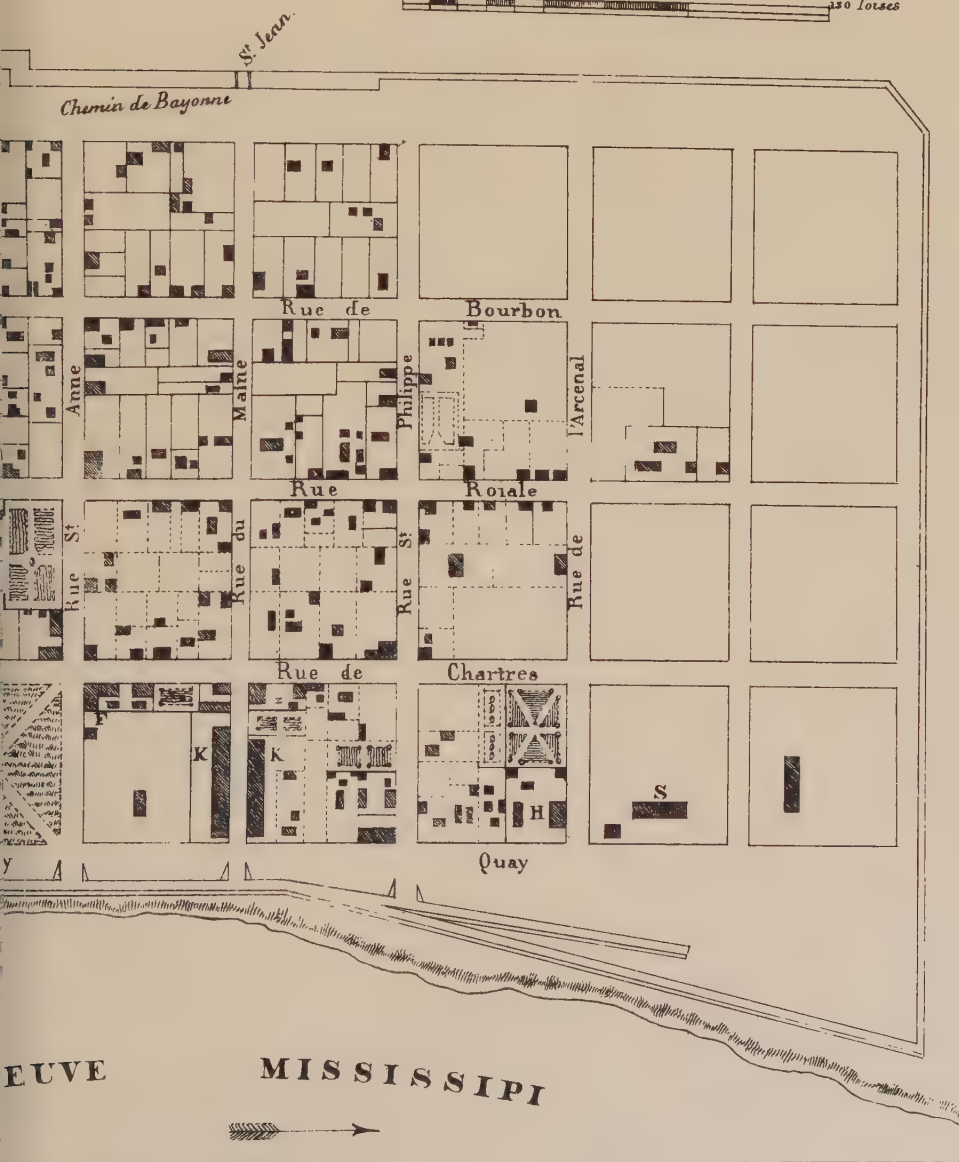 150 Toises
St. Jean.
Chemin de Bayonne
Rue de Bourbon
Rue St Anne
Rue du Maine
Rue St Philippe
Rue de l'Arcenal
Rue Roiale
Rue de Chartres
F
K
K
H
S
y
Quay
EUVE MISSISSIPI